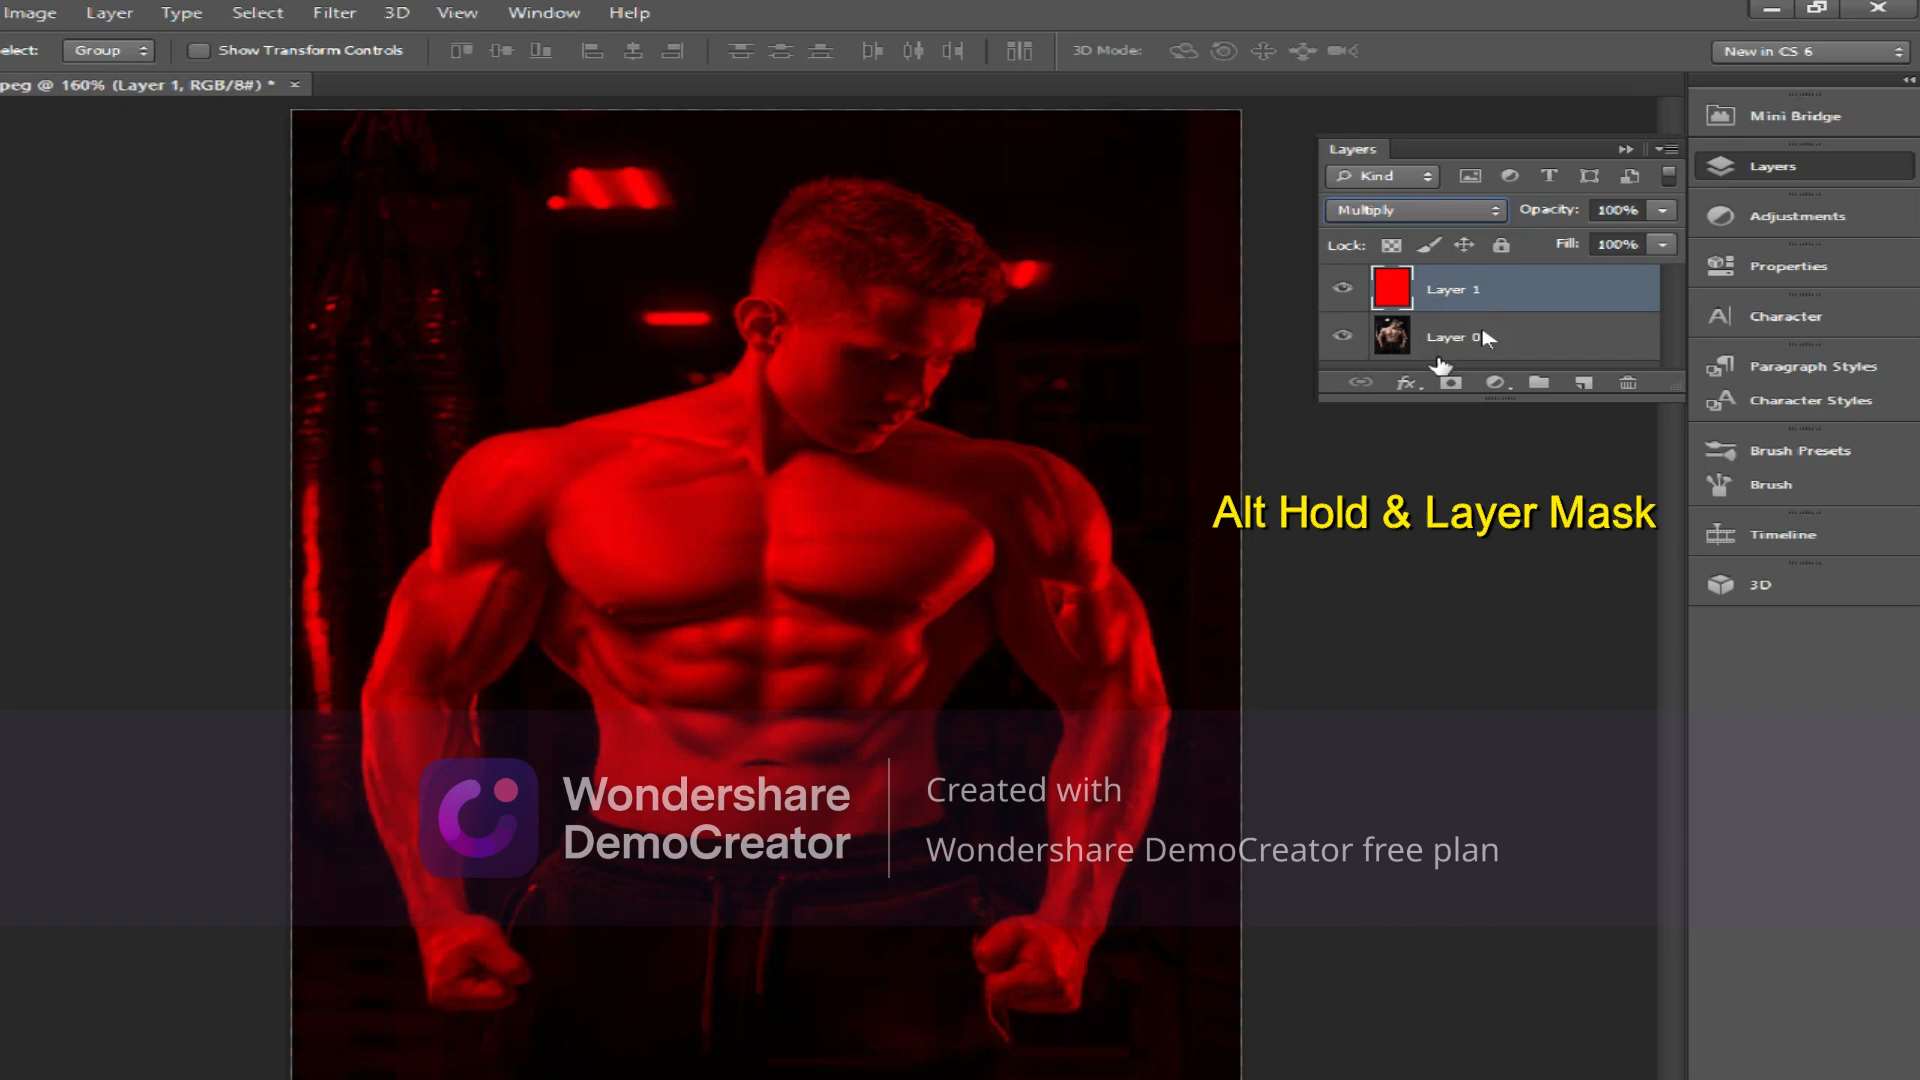 Image Layer Type Select Filter 3D View Window Help
elect: Group Show Transform Controls 3D Mode: New in CS 6
peg @ 160% (Layer 1, RGB/8#) * ×
Mini Bridge
Layers
Adjustments
Properties
Character
Paragraph Styles
Character Styles
Brush Presets
Brush
Timeline
3D
Layers
Kind
Multiply Opacity: 100%
Lock: Fill: 100%
Layer 1
Layer 0
fx
Alt Hold & Layer Mask
Wondershare
DemoCreator
Created with
Wondershare DemoCreator free plan